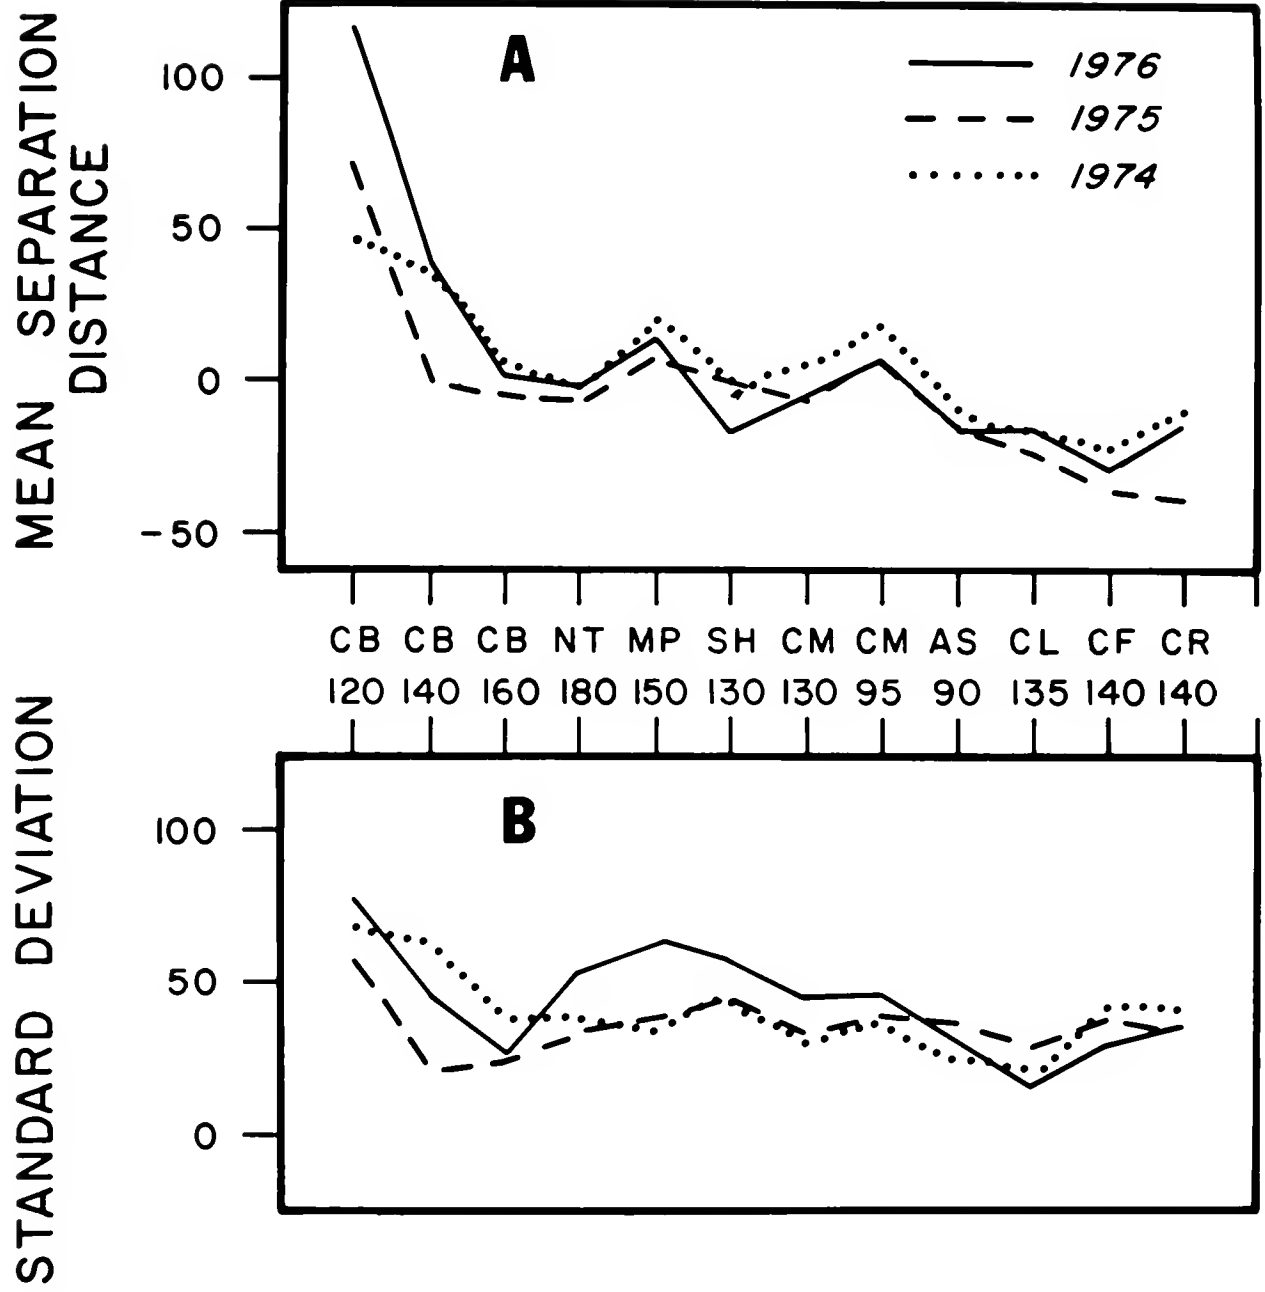 MEAN SEPARATION
DISTANCE
A
1976
1975
1974
100
50
0
-50
CB CB CB NT MP SH CM CM AS CL CF CR
120 140 160 180 150 130 130 95 90 135 140 140
STANDARD DEVIATION
B
100
50
0